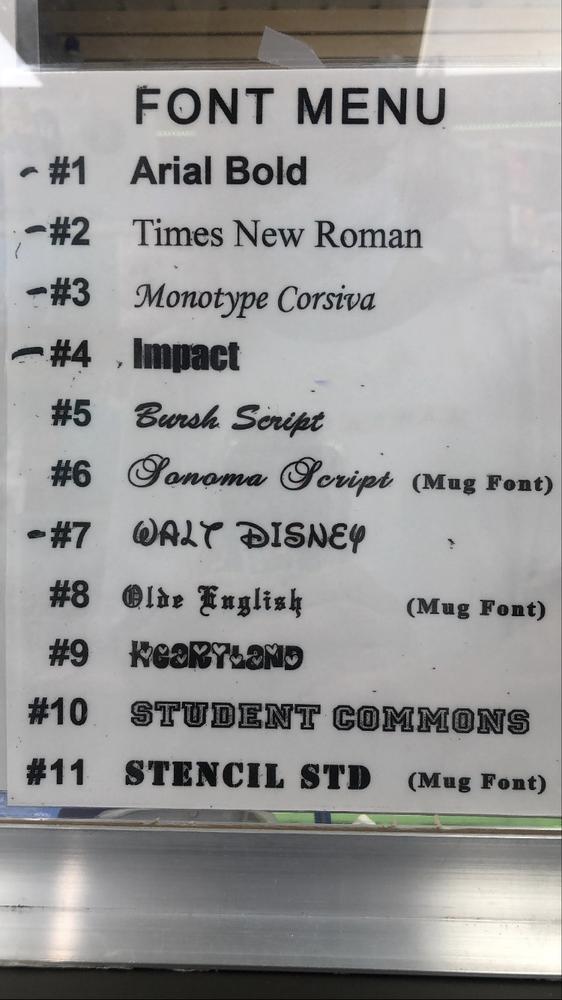 FONT MENU
#1 Arial Bold
#2 Times New Roman
#3 Monotype Corsiva
#4 Impact
#5 Bursh Script
#6 Sonoma Script (Mug Font)
#7 WALT DISNEY
#8 Olde English (Mug Font)
#9 HeaRTLaND
#10 STUDENT COMMONS
#11 STENCIL STD (Mug Font)